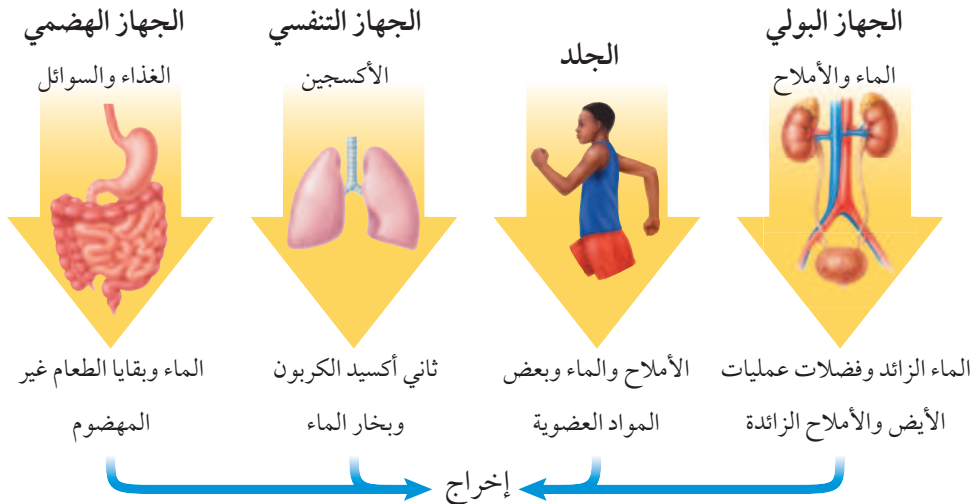 الجهاز البولي
الماء والأملاح
الماء الزائد وفضلات عمليات
الأيض والأملاح الزائدة
الجلد
الأملاح والماء وبعض
المواد العضوية
الجهاز التنفسي
الأكسجين
ثاني أكسيد الكربون
وبخار الماء
الجهاز الهضمي
الغذاء والسوائل
الماء وبقايا الطعام غير
المهضوم
إخراج